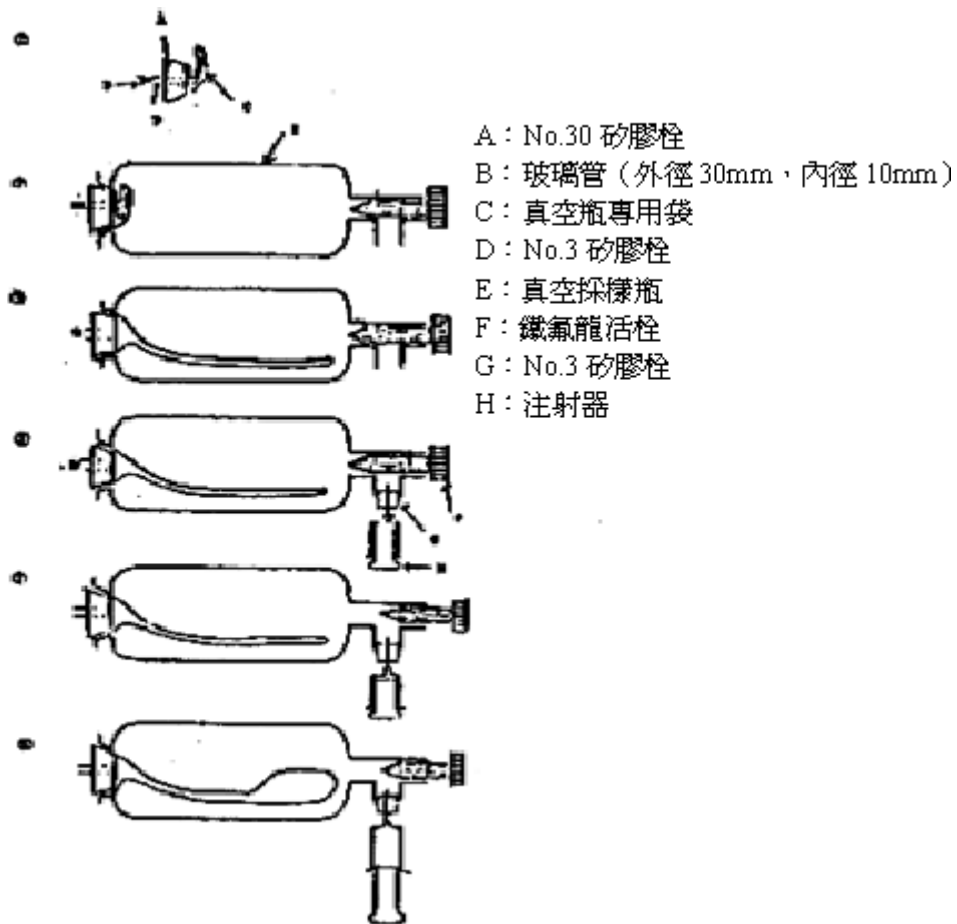 A：No.30 矽膠栓
B：玻璃管（外徑 30mm，內徑 10mm）
C：真空瓶專用袋
D：No.3 矽膠栓
E：真空採樣瓶
F：鐵氟龍活栓
G：No.3 矽膠栓
H：注射器